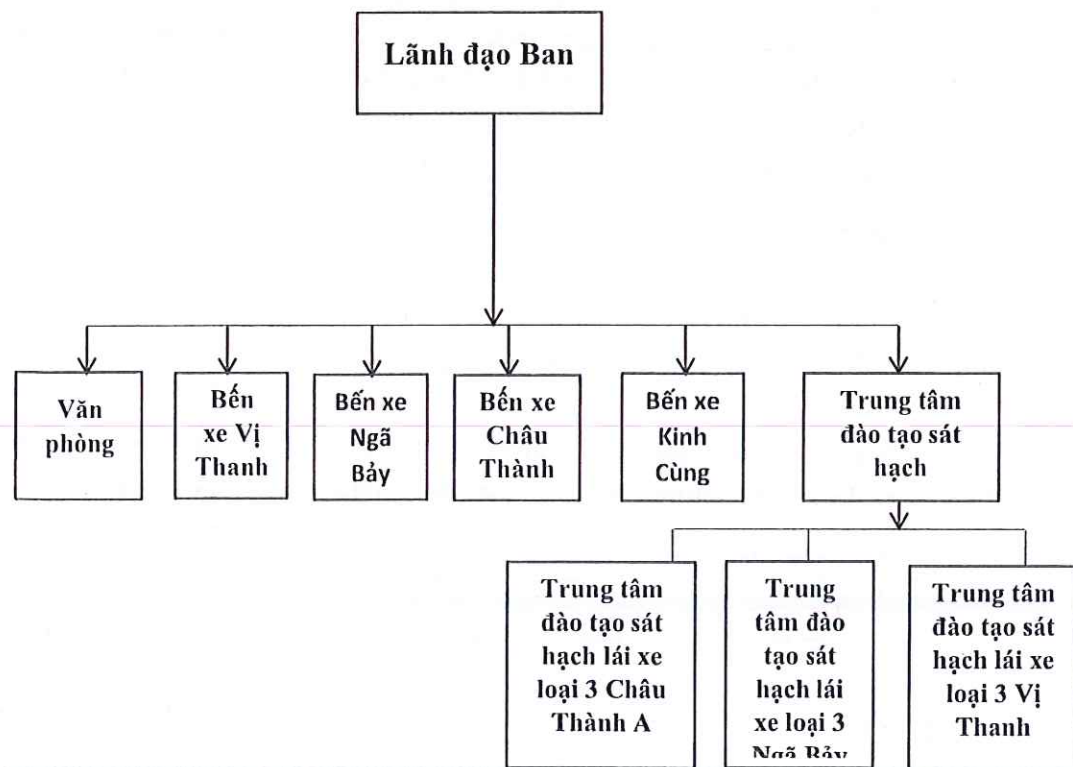 Lãnh đạo Ban
Văn
phòng
Bến
xe Vị
Thanh
Bến xe
Ngã
Bảy
Bến xe
Châu
Thành
Bến xe
Kinh
Cùng
Trung tâm
đào tạo sát
hạch
Trung tâm
đào tạo sát
hạch lái xe
loại 3 Châu
Thành A
Trung
tâm đào
tạo sát
hạch lái
xe loại 3
Ngã Bảy
Trung tâm
đào tạo sát
hạch lái xe
loại 3 Vị
Thanh